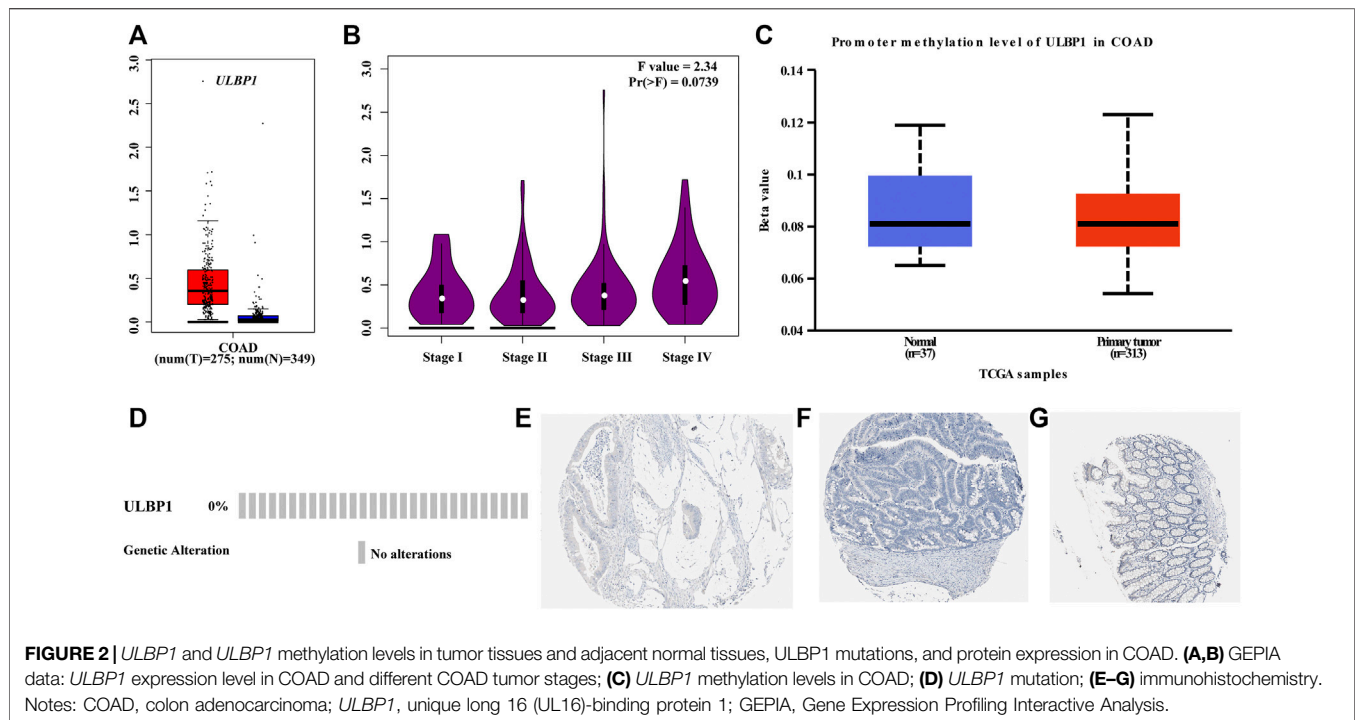 A
ULBP1
3.0
2.5
2.0
1.5
1.0
0.5
0.0
COAD
(num(T)=275; num(N)=349)
B
F value = 2.34
Pr(>F) = 0.0739
3.0
2.5
2.0
1.5
1.0
0.5
0.0
Stage I
Stage II
Stage III
Stage IV
C
Promoter methylation level of ULBP1 in COAD
Beta value
0.14
0.12
0.1
0.08
0.06
0.04
Normal
(n=37)
Primary tumor
(n=313)
TCGA samples
D
ULBP1 0%
Genetic Alteration No alterations
E
F
G
FIGURE 2 | ULBP1 and ULBP1 methylation levels in tumor tissues and adjacent normal tissues, ULBP1 mutations, and protein expression in COAD. (A,B) GEPIA
data: ULBP1 expression level in COAD and different COAD tumor stages; (C) ULBP1 methylation levels in COAD; (D) ULBP1 mutation; (E–G) immunohistochemistry.
Notes: COAD, colon adenocarcinoma; ULBP1, unique long 16 (UL16)-binding protein 1; GEPIA, Gene Expression Profiling Interactive Analysis.